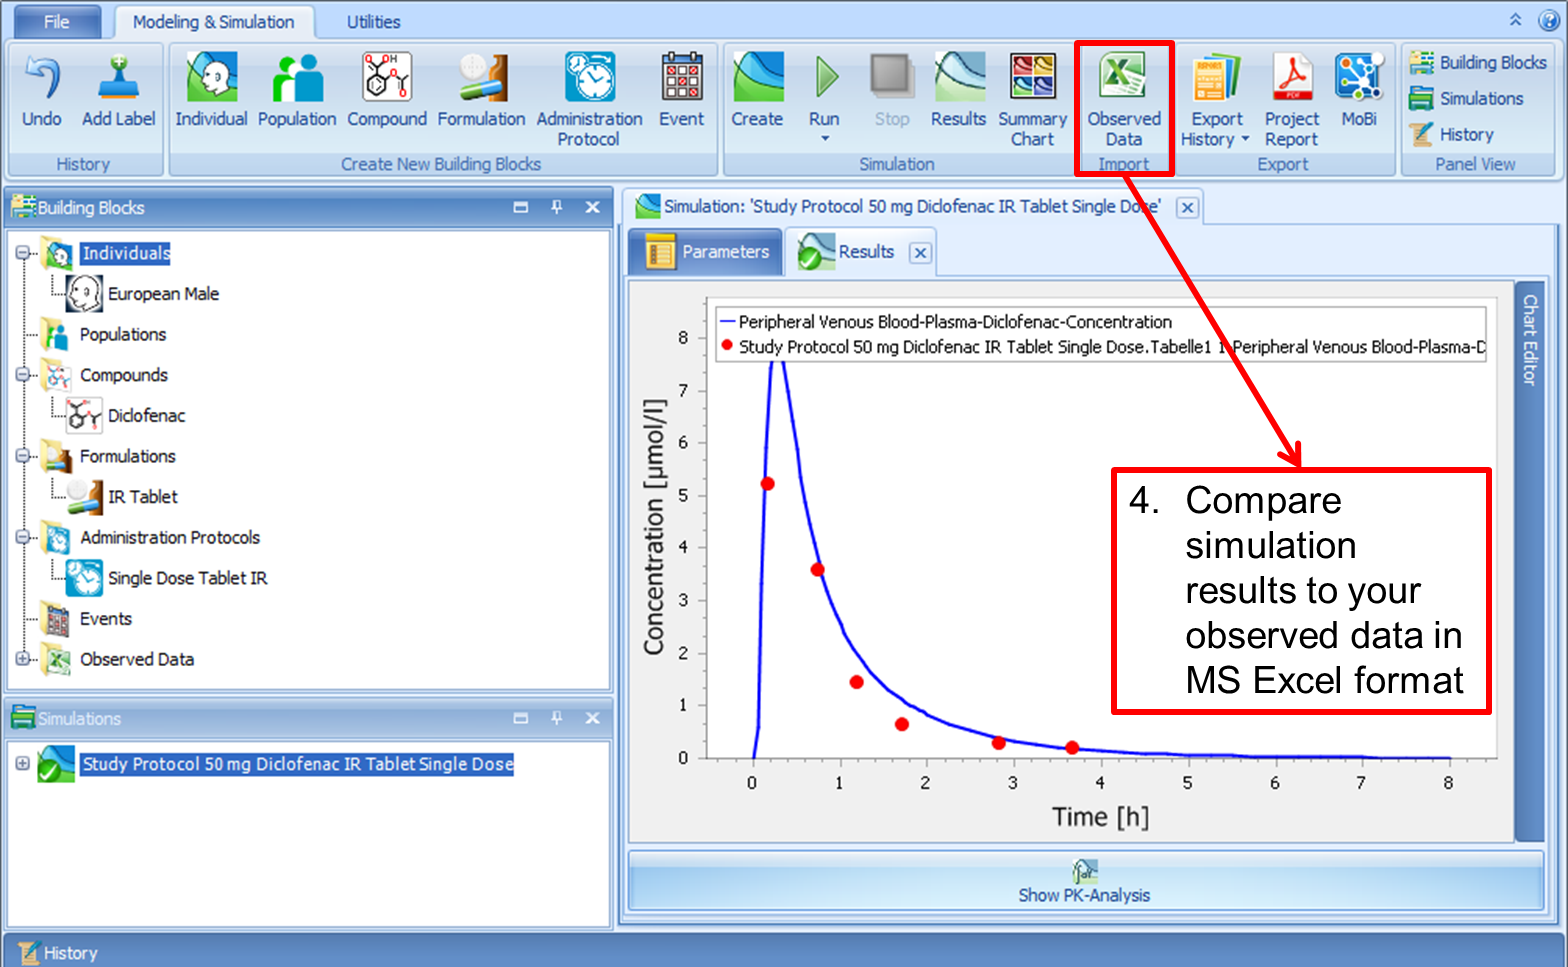 File
Modeling & Simulation
Utilities
Undo
Add Label
Individual
Population
Compound
Formulation
Administration
Protocol
Event
Create
Run
Stop
Results
Summary
Chart
Observed
Data
Export
History
Project
Report
MoBi
Building Blocks
Simulations
History
History
Create New Building Blocks
Simulation
Import
Export
Panel View
Building Blocks
Individuals
European Male
Populations
Compounds
Diclofenac
Formulations
IR Tablet
Administration Protocols
Single Dose Tablet IR
Events
Observed Data
Simulations
Study Protocol 50 mg Diclofenac IR Tablet Single Dose
History
Simulation: 'Study Protocol 50 mg Diclofenac IR Tablet Single Dose'
Parameters
Results
Chart Editor
Peripheral Venous Blood-Plasma-Diclofenac-Concentration
Study Protocol 50 mg Diclofenac IR Tablet Single Dose.Tabelle1 1 Peripheral Venous Blood-Plasma-D
Concentration [µmol/l]
8
7
6
5
4
3
2
1
0
0 1 2 3 4 5 6 7 8
Time [h]
4. Compare
simulation
results to your
observed data in
MS Excel format
Show PK-Analysis